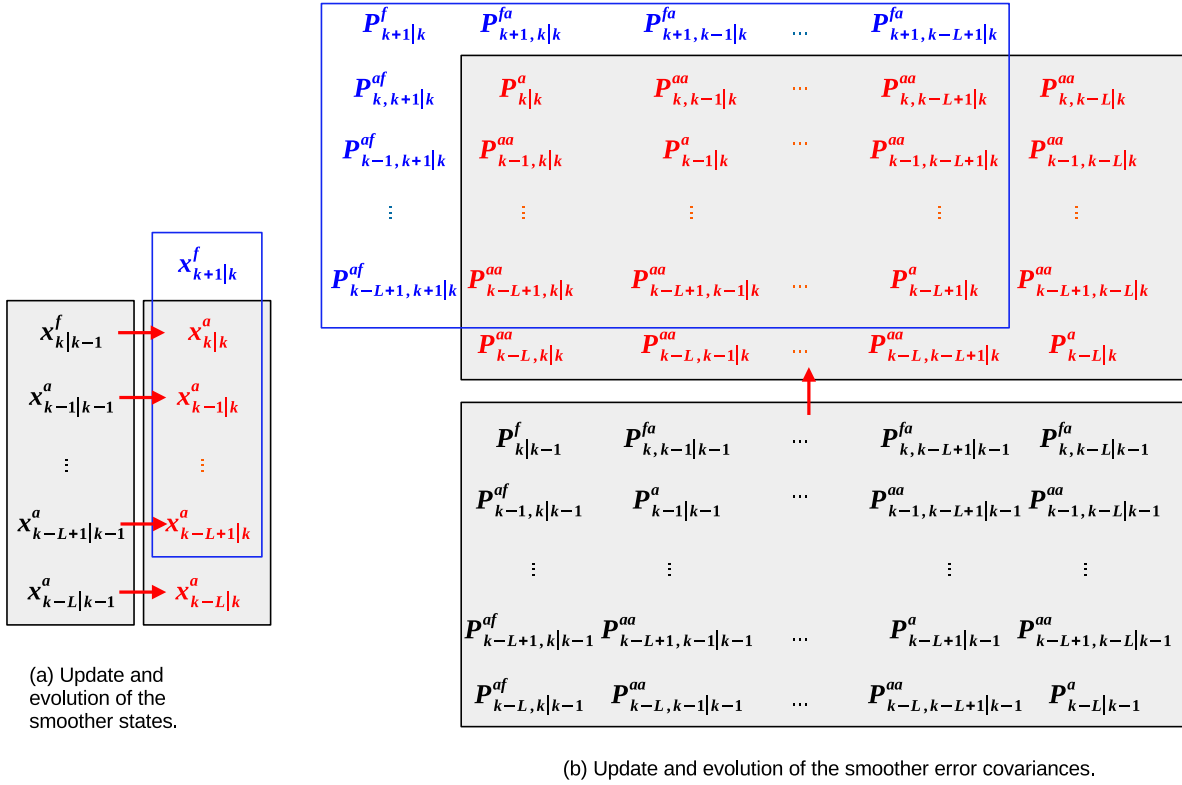 P^f_{k+1|k} P^{fa}_{k+1,k|k} P^{fa}_{k+1,k−1|k} ... P^{fa}_{k+1,k−L+1|k}
P^{af}_{k,k+1|k} P^a_{k|k} P^{aa}_{k,k−1|k} ... P^{aa}_{k,k−L+1|k} P^{aa}_{k,k−L|k}
P^{af}_{k−1,k+1|k} P^{aa}_{k−1,k|k} P^a_{k−1|k} ... P^{aa}_{k−1,k−L+1|k} P^{aa}_{k−1,k−L|k}
⋮ ⋮ ⋮ ⋮ ⋮
P^{af}_{k−L+1,k+1|k} P^{aa}_{k−L+1,k|k} P^{aa}_{k−L+1,k−1|k} ... P^a_{k−L+1|k} P^{aa}_{k−L+1,k−L|k}
P^{aa}_{k−L,k|k} P^{aa}_{k−L,k−1|k} ... P^{aa}_{k−L,k−L+1|k} P^a_{k−L|k}
x^f_{k+1|k}
x^f_{k|k−1} x^a_{k|k}
x^a_{k−1|k−1} x^a_{k−1|k}
⋮ ⋮
x^a_{k−L+1|k−1} x^a_{k−L+1|k}
x^a_{k−L|k−1} x^a_{k−L|k}
(a) Update and
evolution of the
smoother states.
P^f_{k|k−1} P^{fa}_{k,k−1|k−1} ... P^{fa}_{k,k−L+1|k−1} P^{fa}_{k,k−L|k−1}
P^{af}_{k−1,k|k−1} P^a_{k−1|k−1} ... P^{aa}_{k−1,k−L+1|k−1} P^{aa}_{k−1,k−L|k−1}
⋮ ⋮ ⋮ ⋮
P^{af}_{k−L+1,k|k−1} P^{aa}_{k−L+1,k−1|k−1} ... P^a_{k−L+1|k−1} P^{aa}_{k−L+1,k−L|k−1}
P^{af}_{k−L,k|k−1} P^{aa}_{k−L,k−1|k−1} ... P^{aa}_{k−L,k−L+1|k−1} P^a_{k−L|k−1}
(b) Update and evolution of the smoother error covariances.